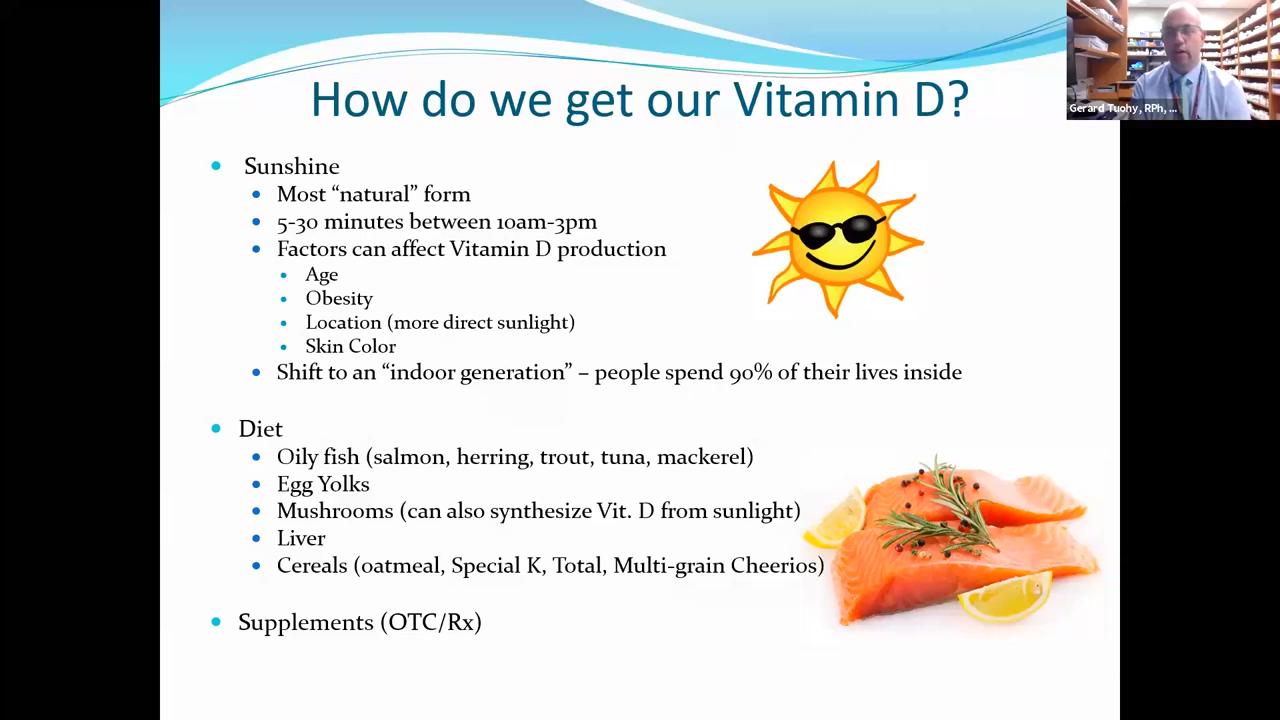 How do we get our Vitamin D?
Gerard Tuohy, RPh, ...
Sunshine
Most “natural” form
5-30 minutes between 10am-3pm
Factors can affect Vitamin D production
Age
Obesity
Location (more direct sunlight)
Skin Color
Shift to an “indoor generation” – people spend 90% of their lives inside
Diet
Oily fish (salmon, herring, trout, tuna, mackerel)
Egg Yolks
Mushrooms (can also synthesize Vit. D from sunlight)
Liver
Cereals (oatmeal, Special K, Total, Multi-grain Cheerios)
Supplements (OTC/Rx)